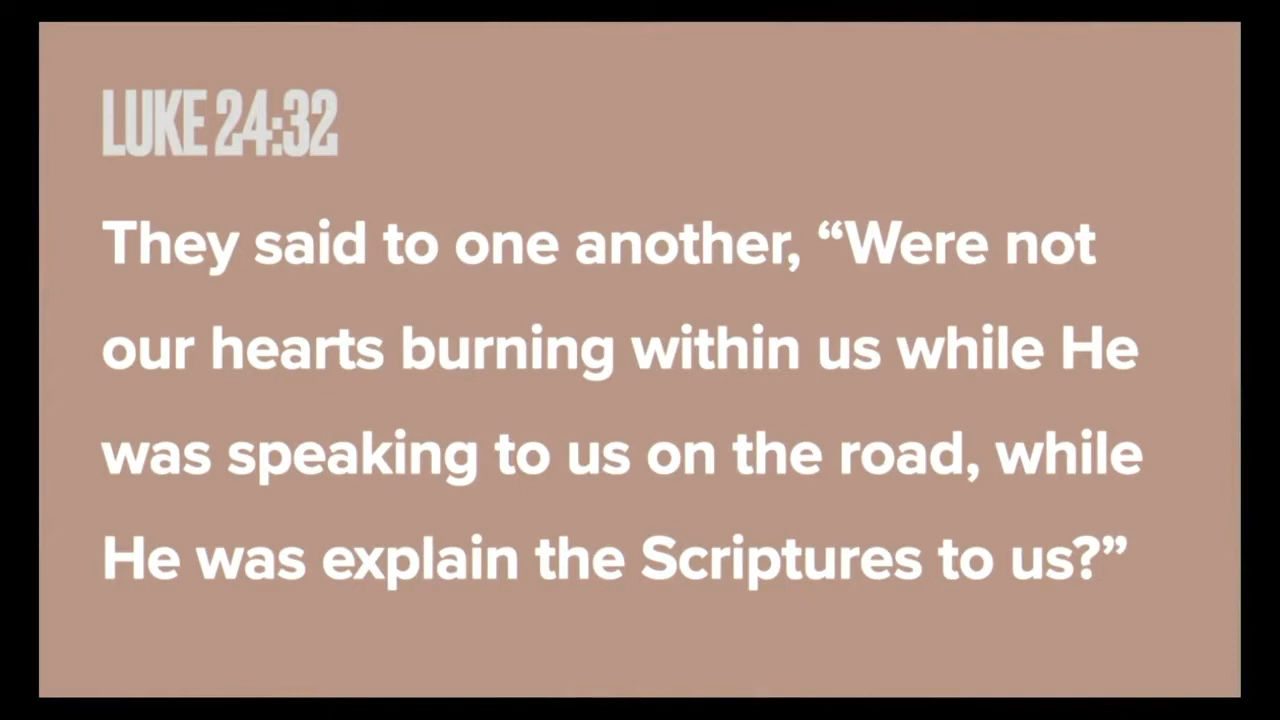 LUKE 24:32
They said to one another, “Were not
our hearts burning within us while He
was speaking to us on the road, while
He was explain the Scriptures to us?”